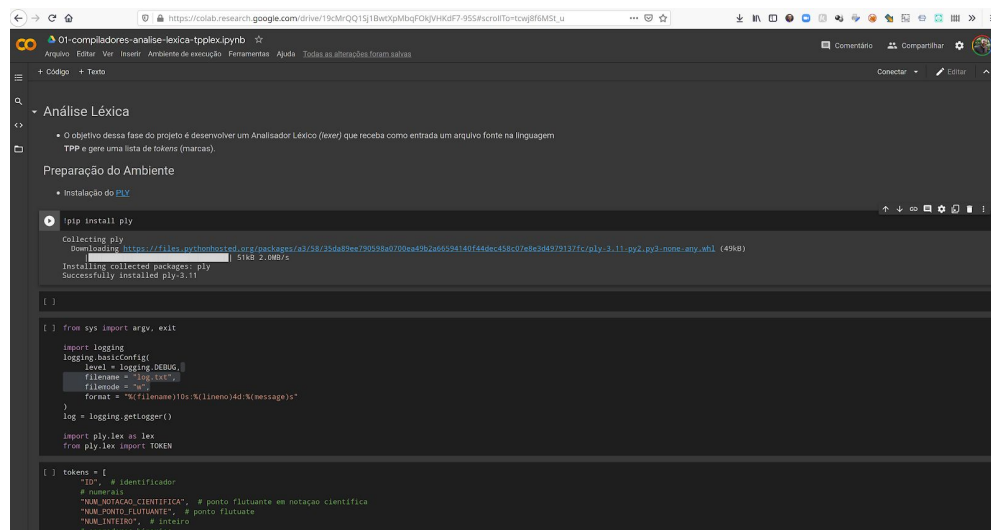 https://colab.research.google.com/drive/19cMrQQ1Sj1BwtXpMbqFOkJVHKdF7-95S#scrollTo=tcwj8f6MSt_u
01-compiladores-analise-lexica-tpplex.ipynb
Comentário Compartilhar
Arquivo Editar Ver Inserir Ambiente de execução Ferramentas Ajuda Todas as alterações foram salvas
+ Código + Texto Conectar Editar
Análise Léxica
O objetivo dessa fase do projeto é desenvolver um Analisador Léxico (lexer) que receba como entrada um arquivo fonte na linguagem
TPP e gere uma lista de tokens (marcas).
Preparação do Ambiente
Instalação do PLY
!pip install ply
Collecting ply
Downloading https://files.pythonhosted.org/packages/a3/58/35da89ee790598a0700ea49b2a66594140f44dec458c07e8e3d4979137fc/ply-3.11-py2.py3-none-any.whl (49kB)
| | 51kB 2.0MB/s
Installing collected packages: ply
Successfully installed ply-3.11
[ ]
[ ] from sys import argv, exit
import logging
logging.basicConfig(
level = logging.DEBUG,
filename = "log.txt",
filemode = "w",
format = "%(filename)10s:%(lineno)4d:%(message)s"
)
log = logging.getLogger()
import ply.lex as lex
from ply.lex import TOKEN
[ ] tokens = [
"ID", # identificador
# numerais
"NUM_NOTACAO_CIENTIFICA", # ponto flutuante em notaçao científica
"NUM_PONTO_FLUTUANTE", # ponto flutuate
"NUM_INTEIRO", # inteiro